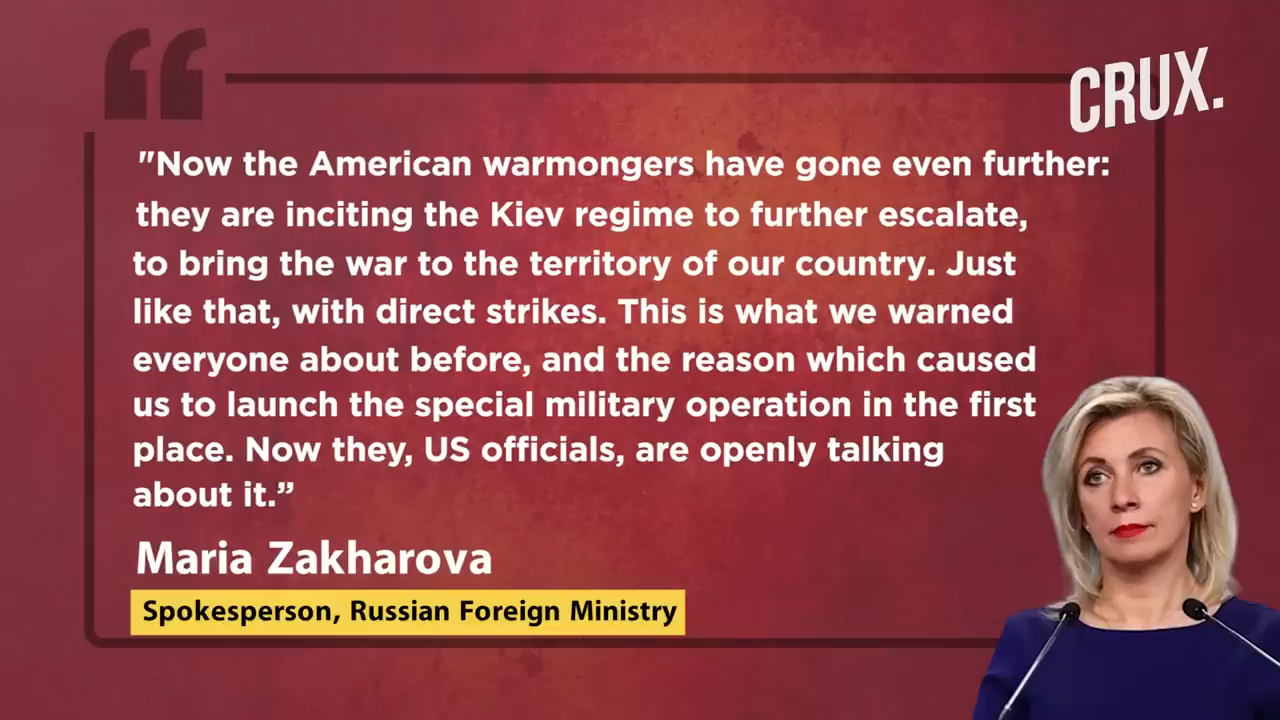 CRUX.
"Now the American warmongers have gone even further:
they are inciting the Kiev regime to further escalate,
to bring the war to the territory of our country. Just
like that, with direct strikes. This is what we warned
everyone about before, and the reason which caused
us to launch the special military operation in the first
place. Now they, US officials, are openly talking
about it.”
Maria Zakharova
Spokesperson, Russian Foreign Ministry